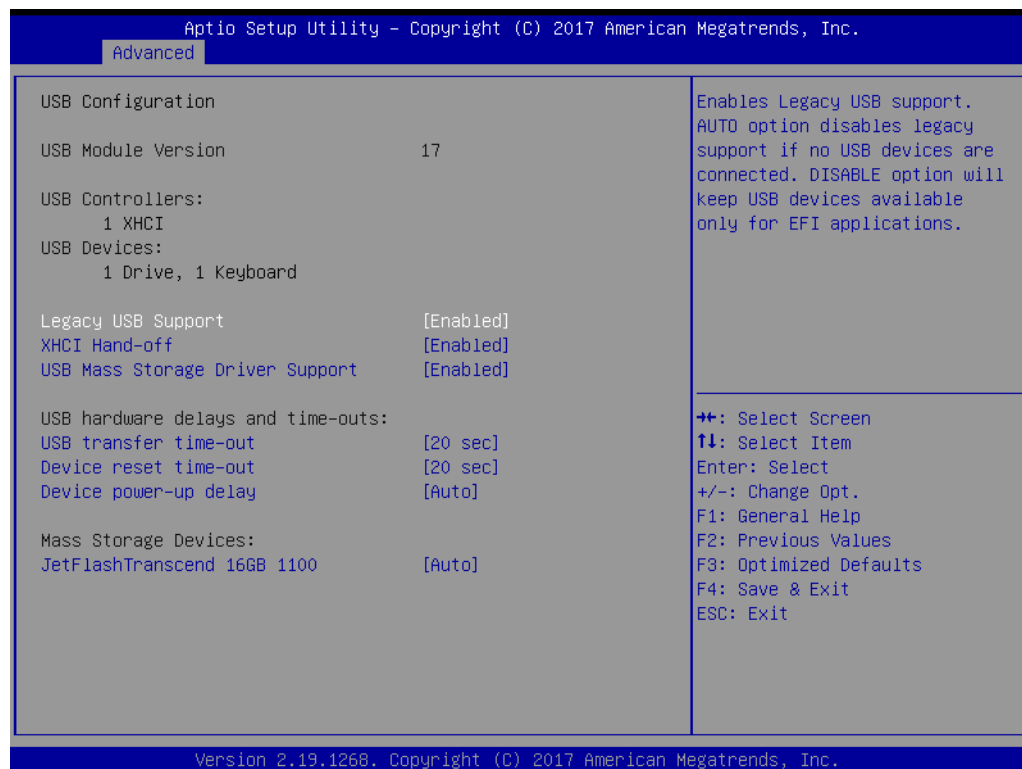 Aptio Setup Utility – Copyright (C) 2017 American Megatrends, Inc.
Advanced
USB Configuration
USB Module Version 17
USB Controllers:
1 XHCI
USB Devices:
1 Drive, 1 Keyboard
Legacy USB Support [Enabled]
XHCI Hand-off [Enabled]
USB Mass Storage Driver Support [Enabled]
USB hardware delays and time-outs:
USB transfer time-out [20 sec]
Device reset time-out [20 sec]
Device power-up delay [Auto]
Mass Storage Devices:
JetFlashTranscend 16GB 1100 [Auto]
Enables Legacy USB support.
AUTO option disables legacy
support if no USB devices are
connected. DISABLE option will
keep USB devices available
only for EFI applications.
→←: Select Screen
↑↓: Select Item
Enter: Select
+/-: Change Opt.
F1: General Help
F2: Previous Values
F3: Optimized Defaults
F4: Save & Exit
ESC: Exit
Version 2.19.1268. Copyright (C) 2017 American Megatrends, Inc.